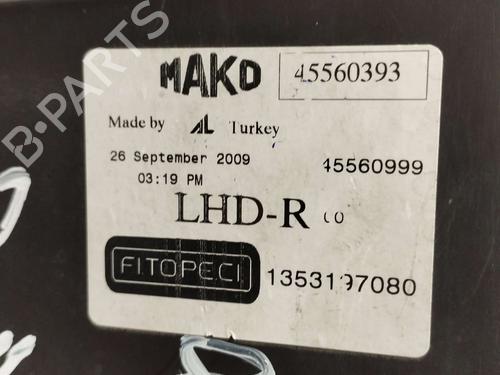 MAKO 45560393
Made by AL Turkey
26 September 2009 45560999
03:19 PM
LHD-R
FITOPECI 1353197080
B-Parts